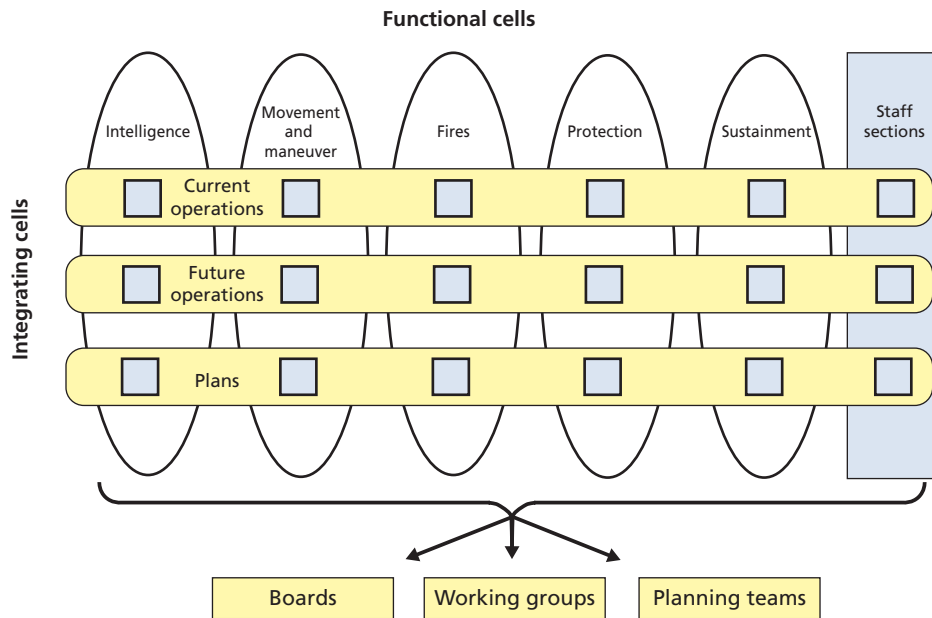 Functional cells
Intelligence
Movement
and
maneuver
Fires
Protection
Sustainment
Staff
sections
Integrating cells
Current
operations
Future
operations
Plans
Boards
Working groups
Planning teams